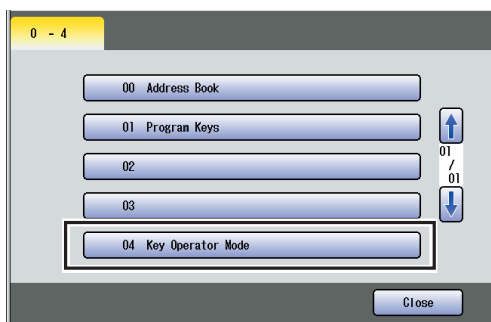 0 - 4
00 Address Book
01 Program Keys
02
03
04 Key Operator Mode
01
/
01
Close